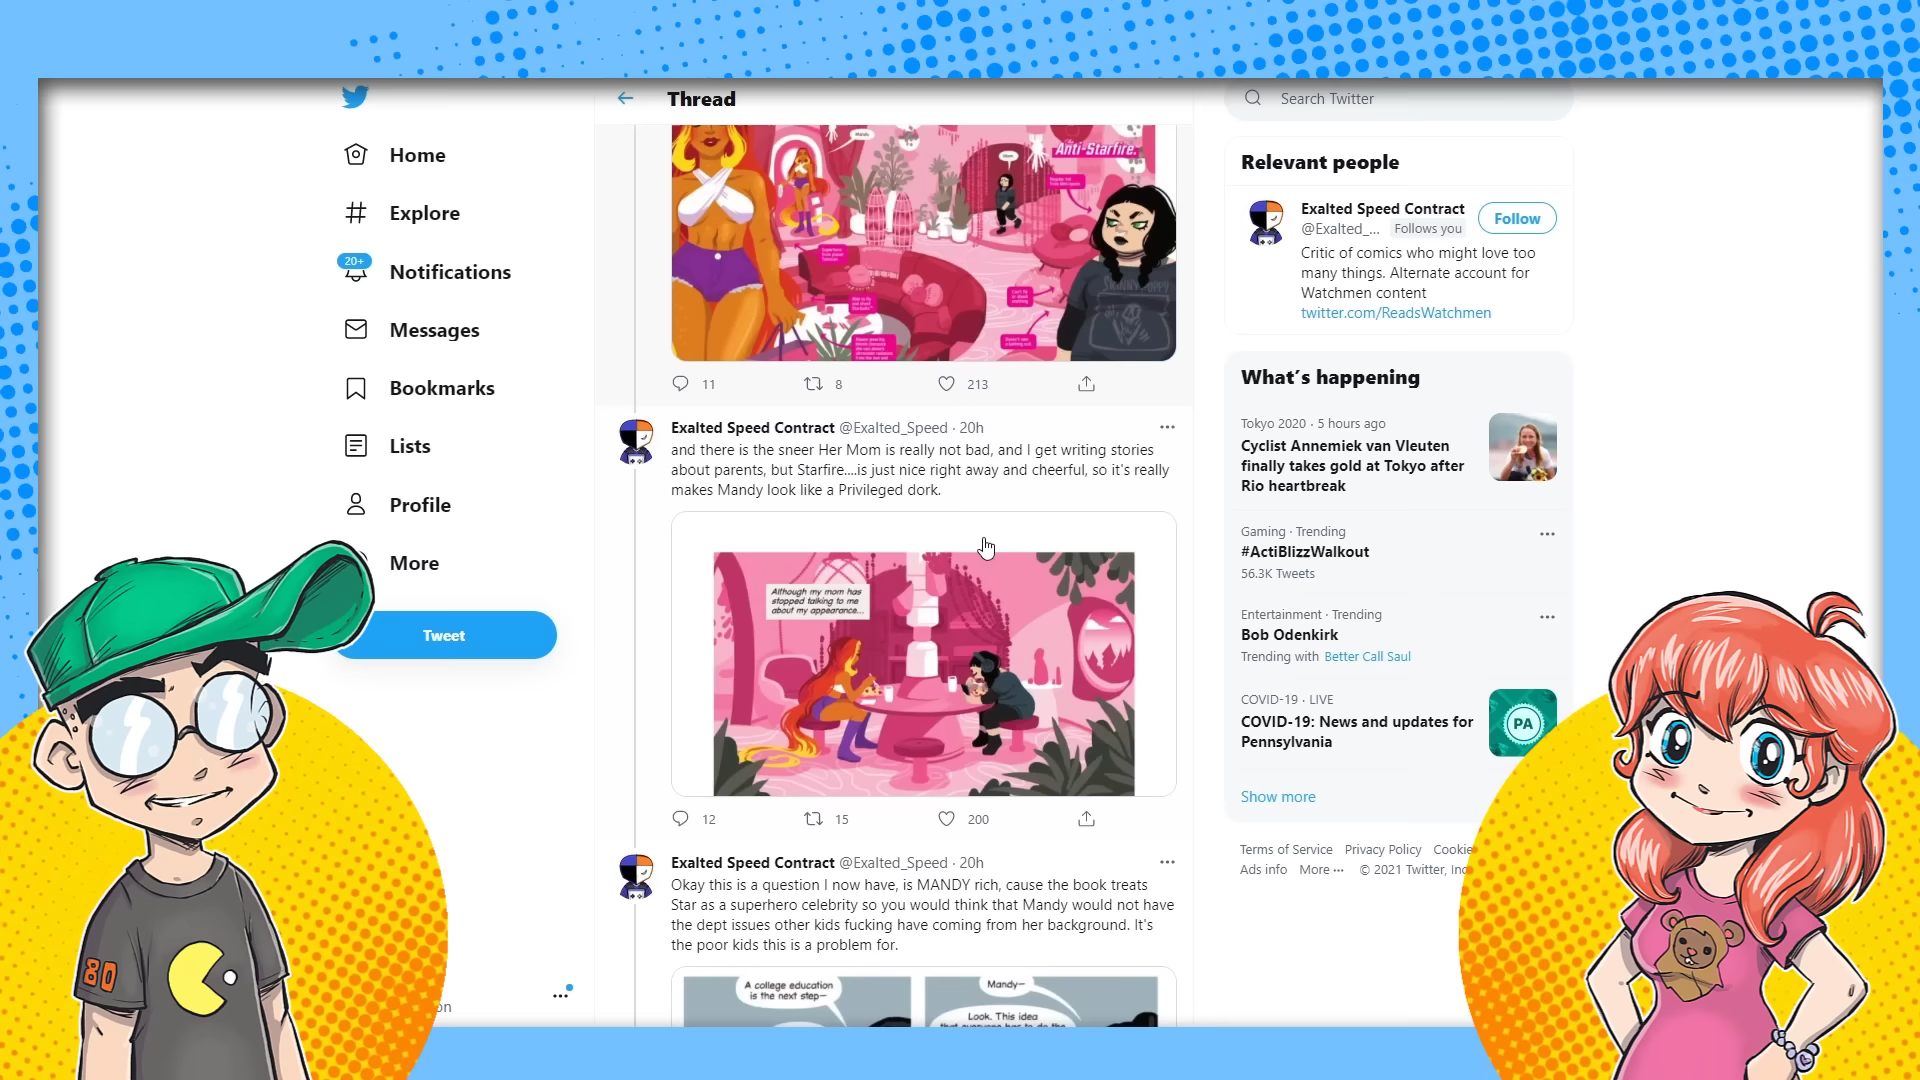 Home
Explore
20+
Notifications
Messages
Bookmarks
Lists
Profile
More
Tweet
Thread
Mandy
Mom
Anti-Starfire.
11
8
213
Exalted Speed Contract @Exalted_Speed · 20h
and there is the sneer Her Mom is really not bad, and I get writing stories
about parents, but Starfire....is just nice right away and cheerful, so it's really
makes Mandy look like a Privileged dork.
Although my mom has
stopped talking to me
about my appearance...
12
15
200
Exalted Speed Contract @Exalted_Speed · 20h
Okay this is a question I now have, is MANDY rich, cause the book treats
Star as a superhero celebrity so you would think that Mandy would not have
the dept issues other kids fucking have coming from her background. It's
the poor kids this is a problem for.
A college education
is the next step—
Mandy—
Look. This idea
Search Twitter
Relevant people
Exalted Speed Contract
@Exalted_... Follows you
Follow
Critic of comics who might love too
many things. Alternate account for
Watchmen content
twitter.com/ReadsWatchmen
What's happening
Tokyo 2020 · 5 hours ago
Cyclist Annemiek van Vleuten
finally takes gold at Tokyo after
Rio heartbreak
Gaming · Trending
#ActiBlizzWalkout
56.3K Tweets
Entertainment · Trending
Bob Odenkirk
Trending with Better Call Saul
COVID-19 · LIVE
COVID-19: News and updates for
Pennsylvania
PA
Show more
Terms of Service Privacy Policy Cookie
Ads info More ··· © 2021 Twitter, Inc
80
on